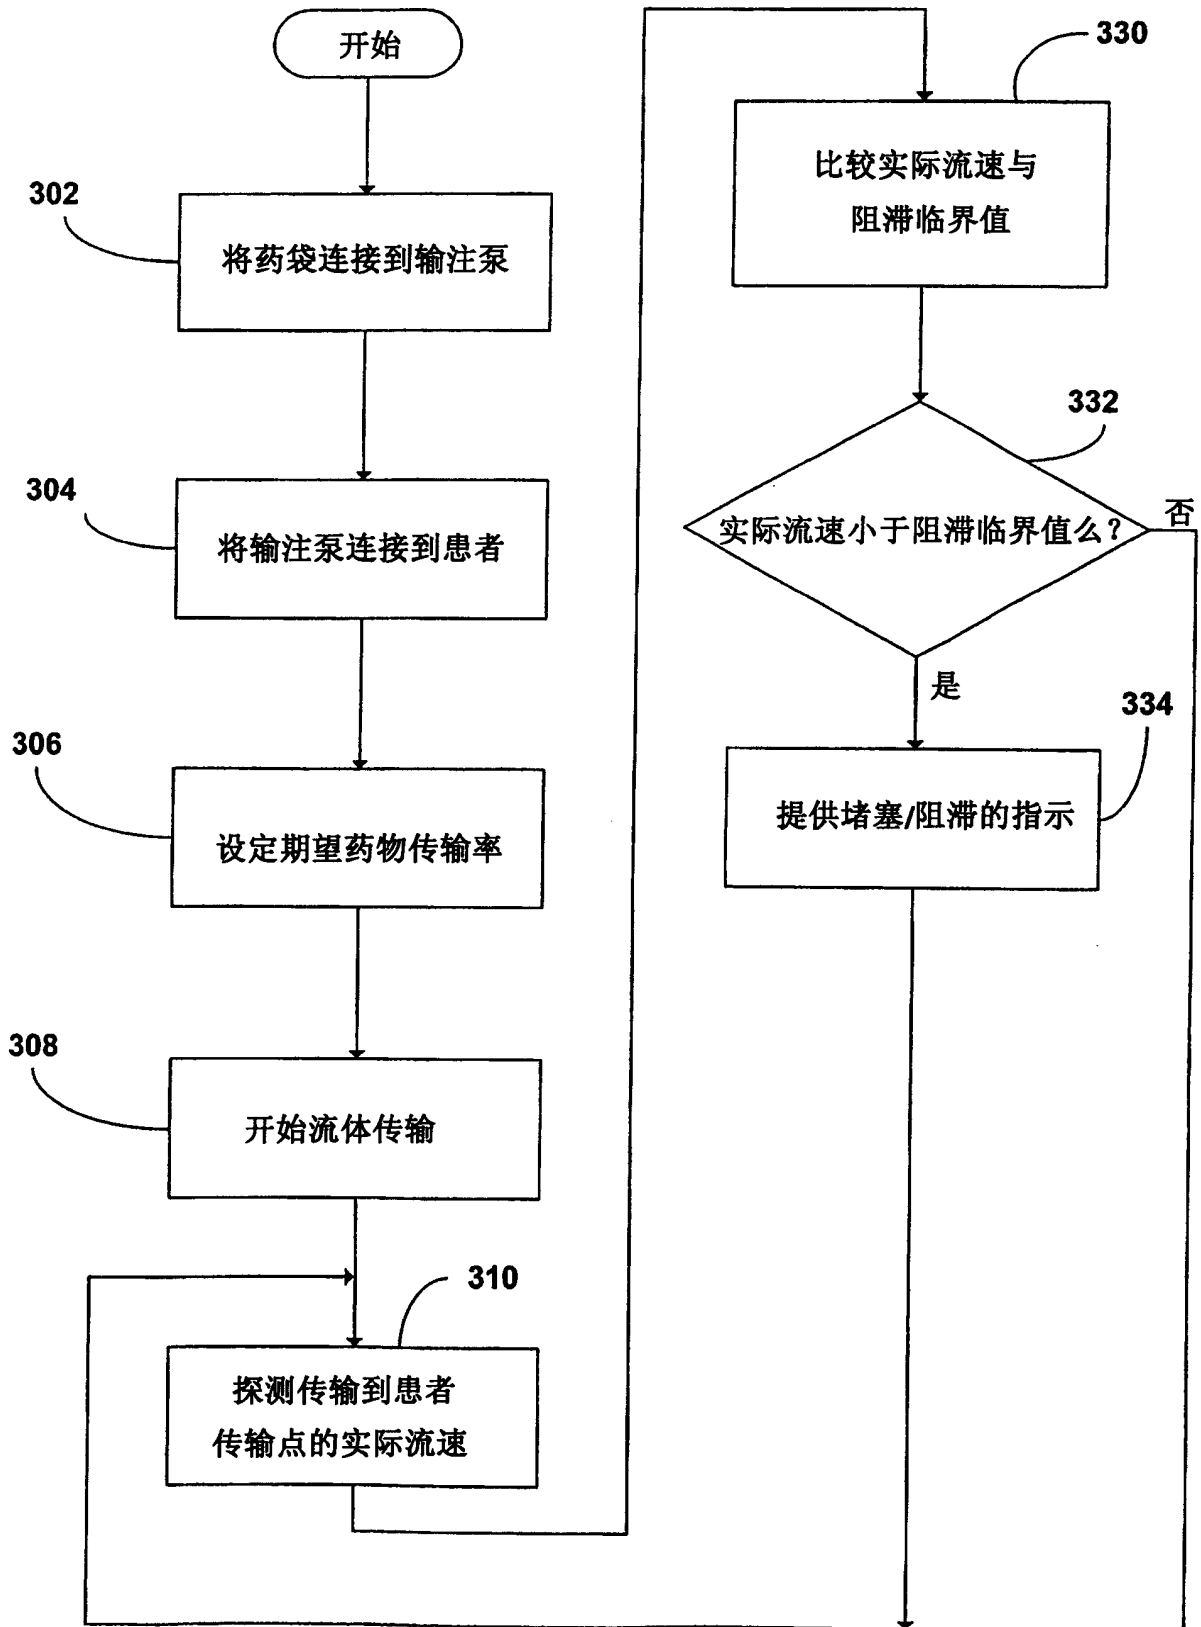 开始
302
将药袋连接到输注泵
304
将输注泵连接到患者
306
设定期望药物传输率
308
开始流体传输
310
探测传输到患者
传输点的实际流速
330
比较实际流速与
阻滞临界值
332
实际流速小于阻滞临界值么？
否
是
334
提供堵塞/阻滞的指示